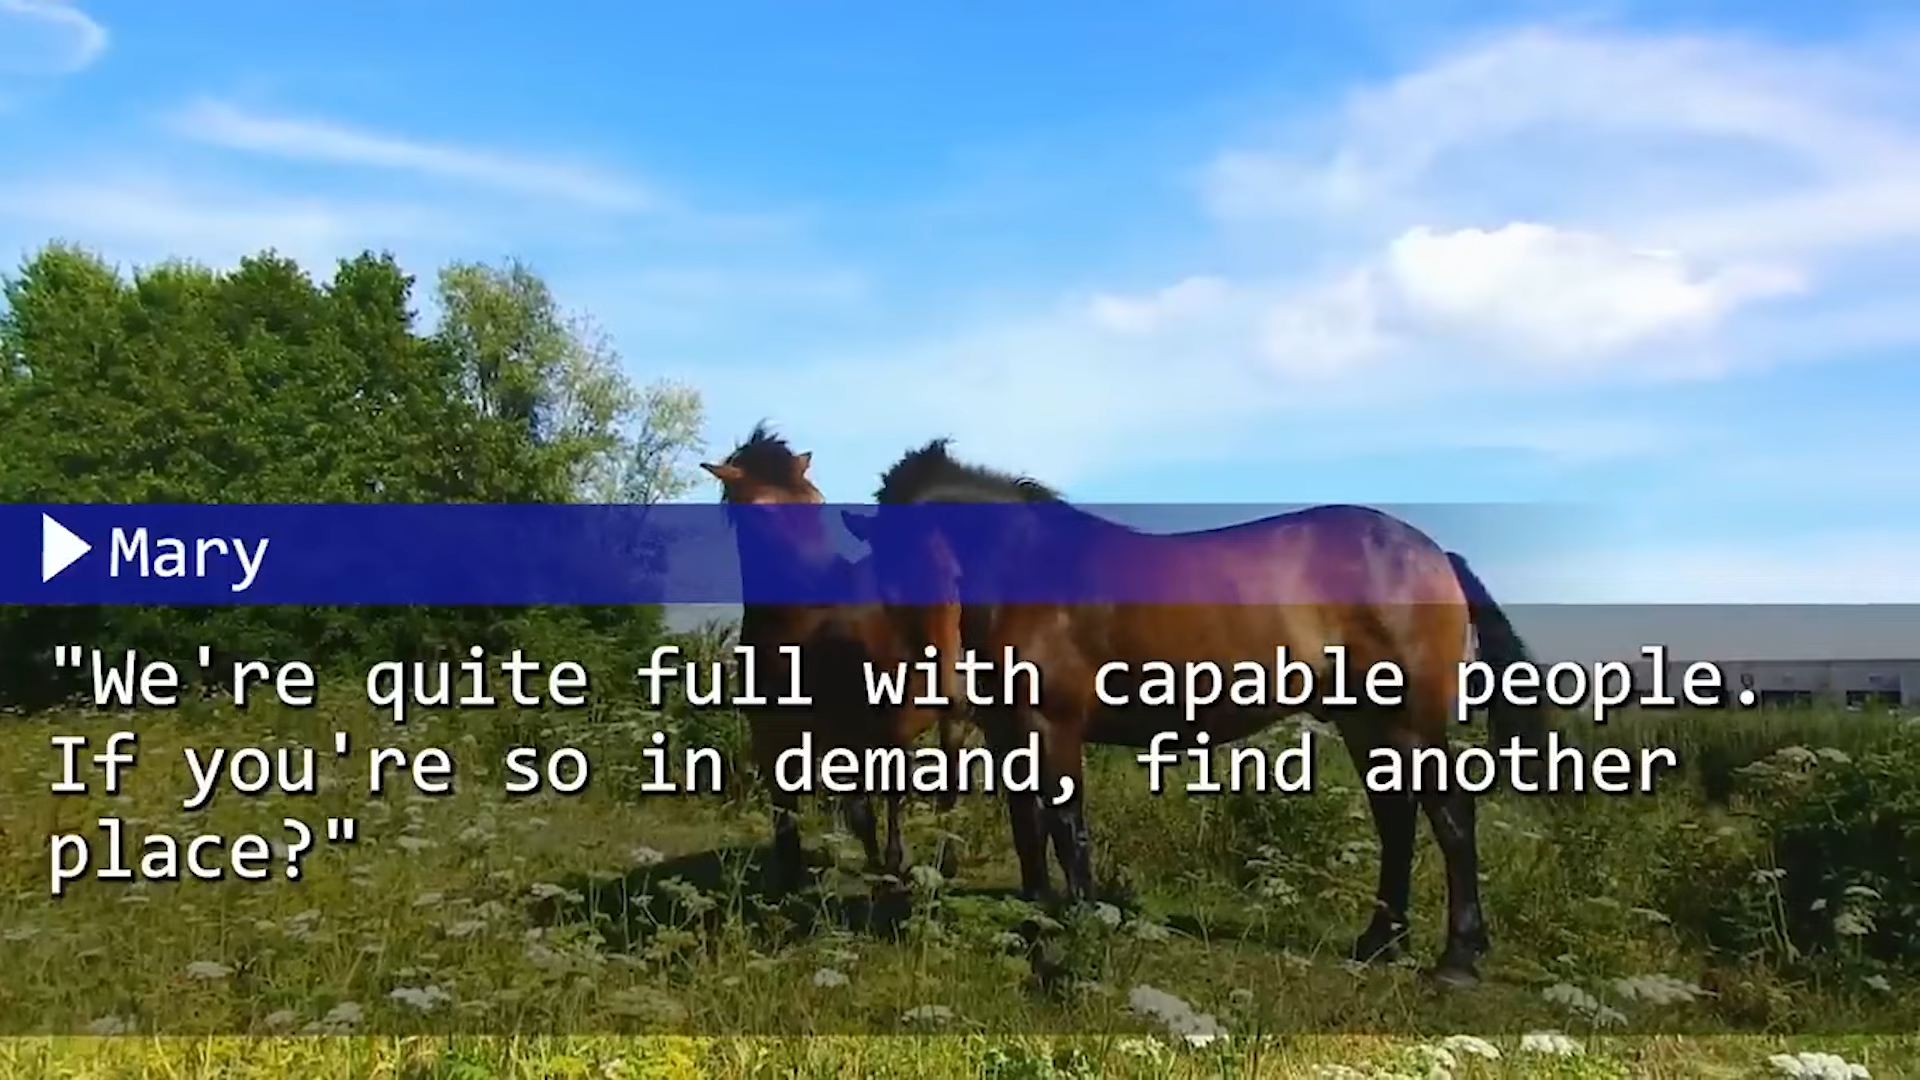 Mary
"We're quite full with capable people.
If you're so in demand, find another
place?"